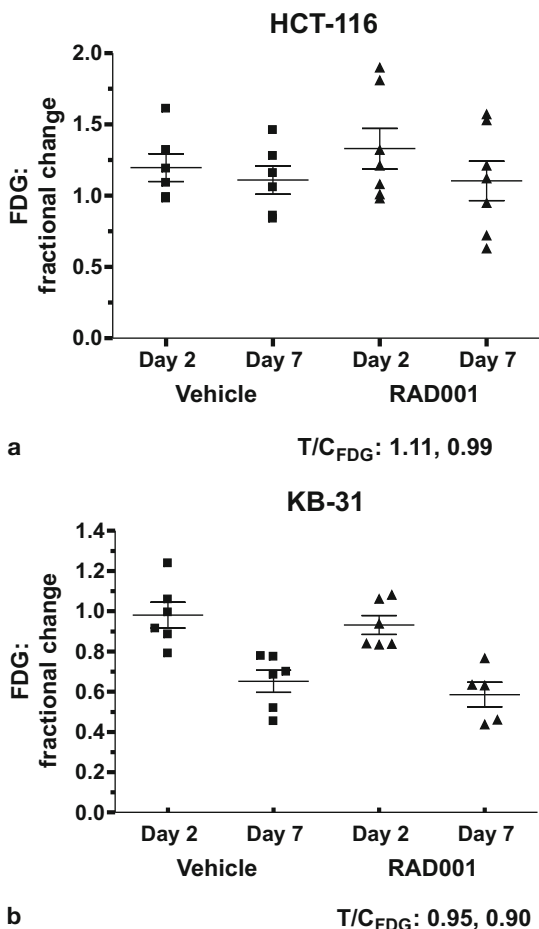 HCT-116
FDG:
fractional change
2.0
1.5
1.0
0.5
0.0
Day 2 Day 7 Day 2 Day 7
Vehicle RAD001
a T/CFDG: 1.11, 0.99
KB-31
FDG:
fractional change
1.4
1.2
1.0
0.8
0.6
0.4
0.2
0.0
Day 2 Day 7 Day 2 Day 7
Vehicle RAD001
b T/CFDG: 0.95, 0.90